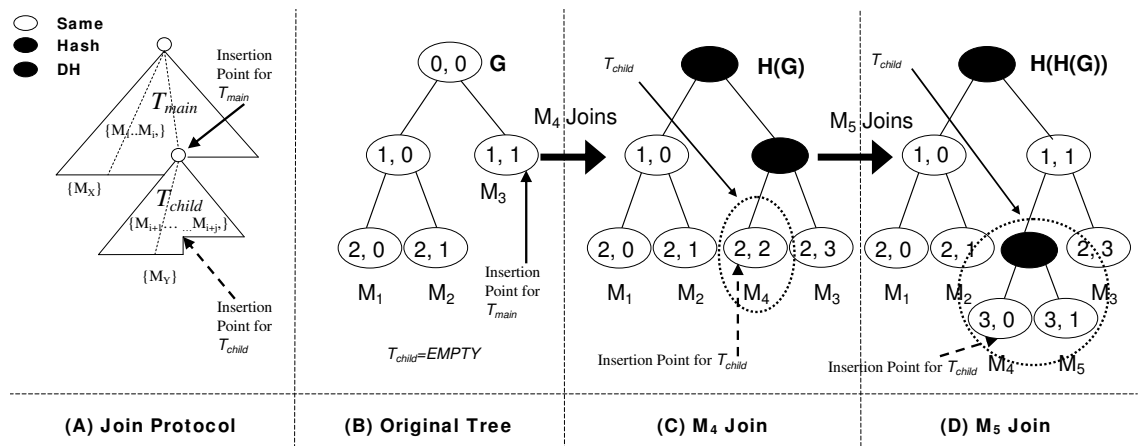 Same
Hash
DH
Insertion
Point for
T_main
T_main
{M_i..M_i,}
{M_X}
T_child
{M_i+1... ...M_i+j,}
{M_Y}
Insertion
Point for
T_child
(A) Join Protocol
0, 0
G
1, 0
1, 1
M_3
2, 0
2, 1
M_1
M_2
Insertion
Point for
T_main
T_child=EMPTY
(B) Original Tree
M_4 Joins
T_child
H(G)
1, 0
2, 0
2, 1
2, 2
2, 3
M_1
M_2
M_4
M_3
Insertion Point for T_child
(C) M_4 Join
M_5 Joins
T_child
H(H(G))
1, 0
1, 1
2, 0
2, 1
2, 3
M_1
M_2
M_3
3, 0
3, 1
Insertion Point for T_child
M_4
M_5
(D) M_5 Join